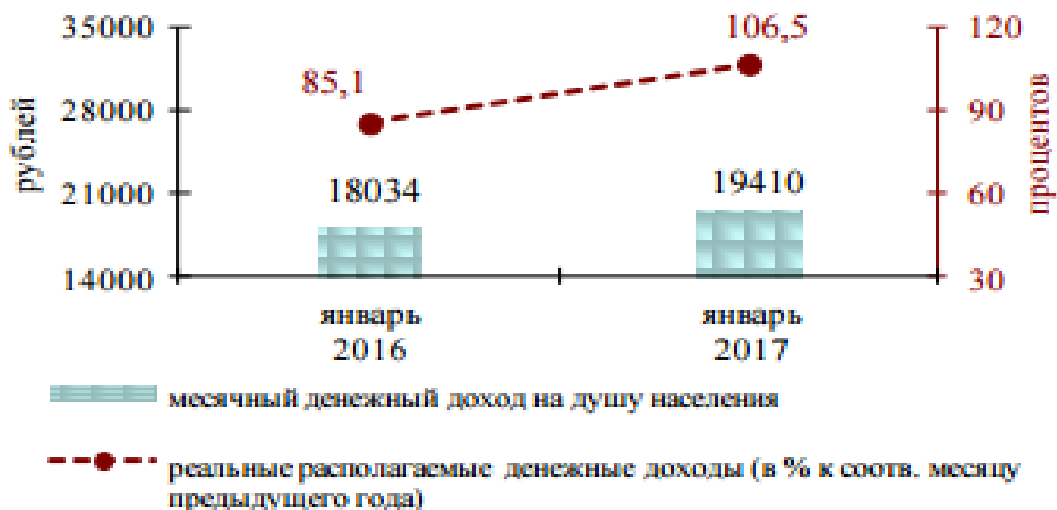 35000
28000
21000
14000
рублей
85,1
106,5
18034
19410
120
90
60
30
процентов
январь
2016
январь
2017
месячный денежный доход на душу населения
реальные располагаемые денежные доходы (в % к соотв. месяцу
предыдущего года)